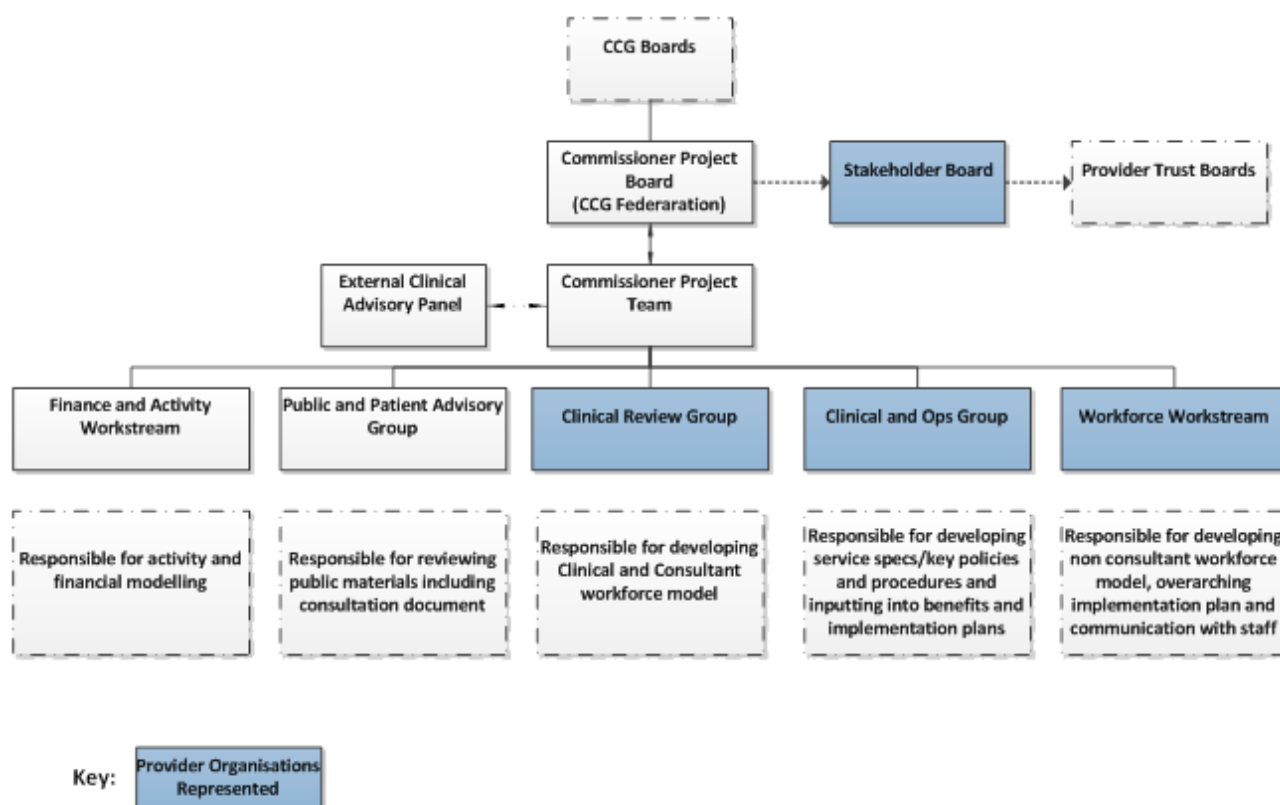 CCG Boards
Commissioner Project
Board
(CCG Federaration)
Stakeholder Board
Provider Trust Boards
External Clinical
Advisory Panel
Commissioner Project
Team
Finance and Activity
Workstream
Public and Patient Advisory
Group
Clinical Review Group
Clinical and Ops Group
Workforce Workstream
Responsible for activity and
financial modelling
Responsible for reviewing
public materials including
consultation document
Responsible for developing
Clinical and Consultant
workforce model
Responsible for developing
service specs/key policies
and procedures and
inputting into benefits and
implementation plans
Responsible for developing
non consultant workforce
model, overarching
implementation plan and
communication with staff
Key:
Provider Organisations
Represented